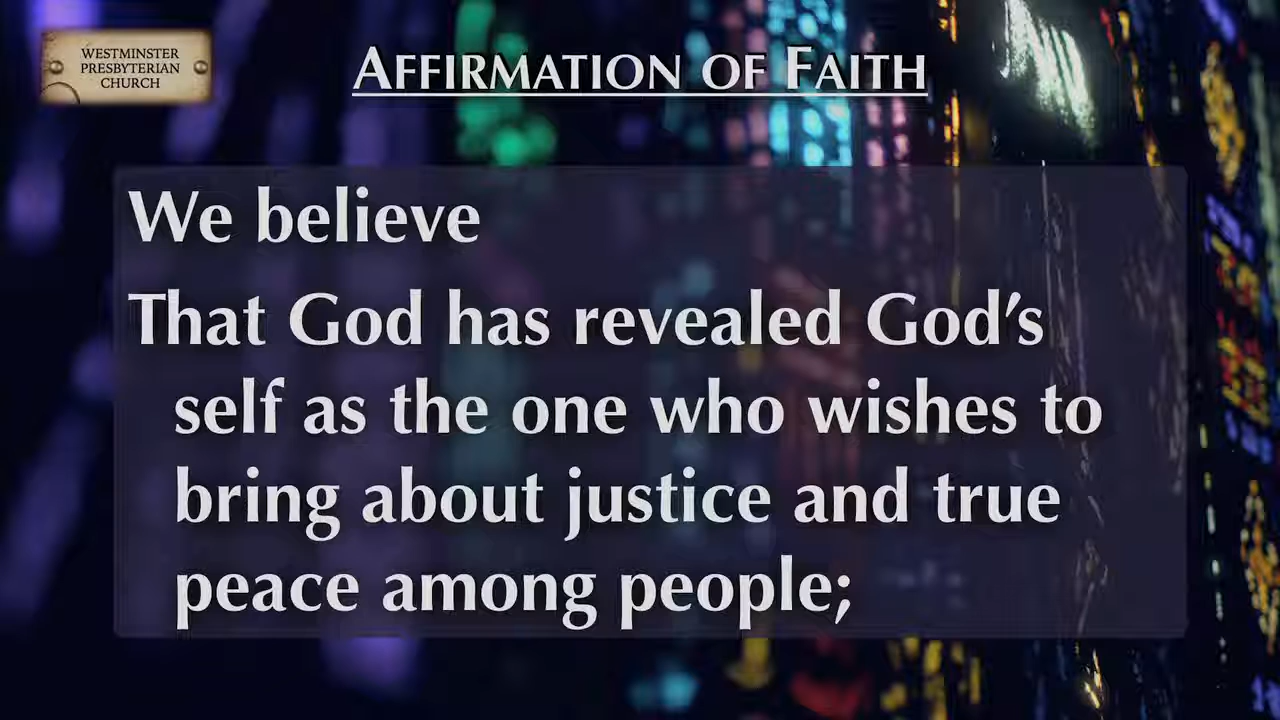 WESTMINSTER
PRESBYTERIAN
CHURCH
AFFIRMATION OF FAITH
We believe
That God has revealed God’s
self as the one who wishes to
bring about justice and true
peace among people;